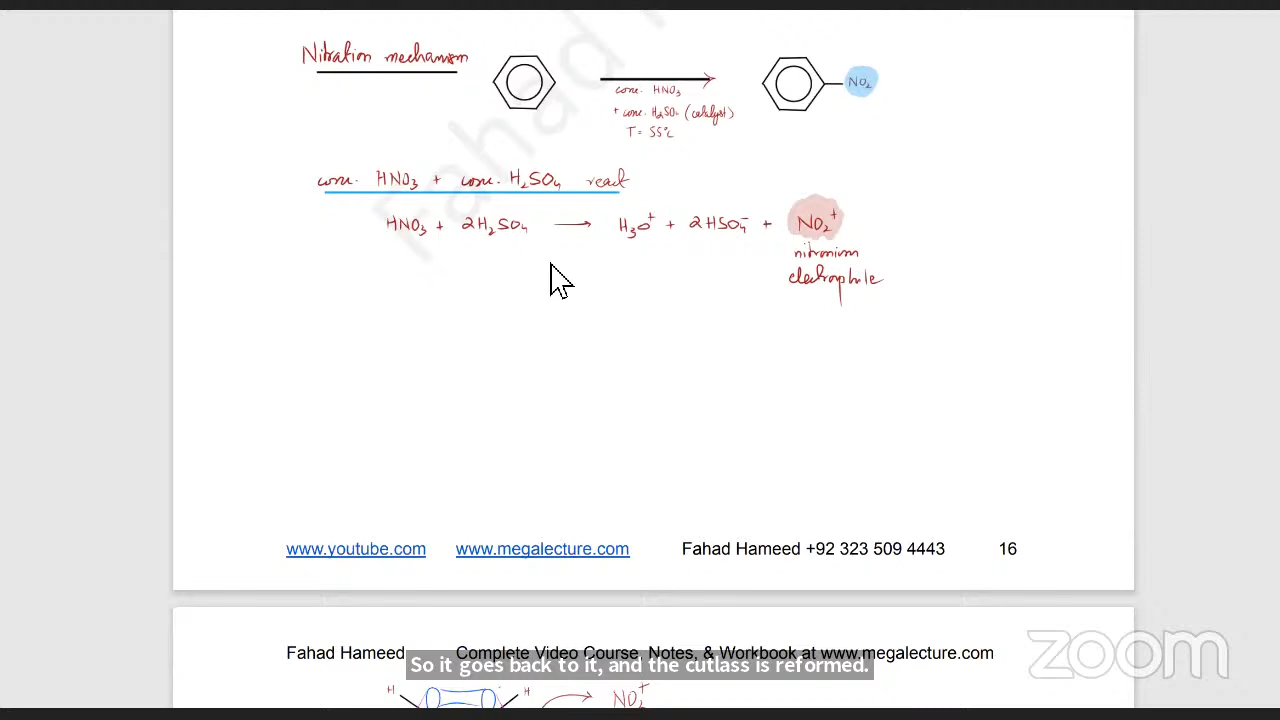 Nitration mechanism
NO2
conc. HNO3
+ conc. H2SO4 (catalyst)
T = 55°C
conc. HNO3 + conc. H2SO4 react
HNO3 + 2H2SO4 ⟶ H3O+ + 2HSO4- + NO2+
nitronium
electrophile
www.youtube.com www.megalecture.com Fahad Hameed +92 323 509 4443 16
Fahad Hameed Complete Video Course, Notes, & Workbook at www.megalecture.com
zoom
So it goes back to it, and the cutlass is reformed.
H H NO2+